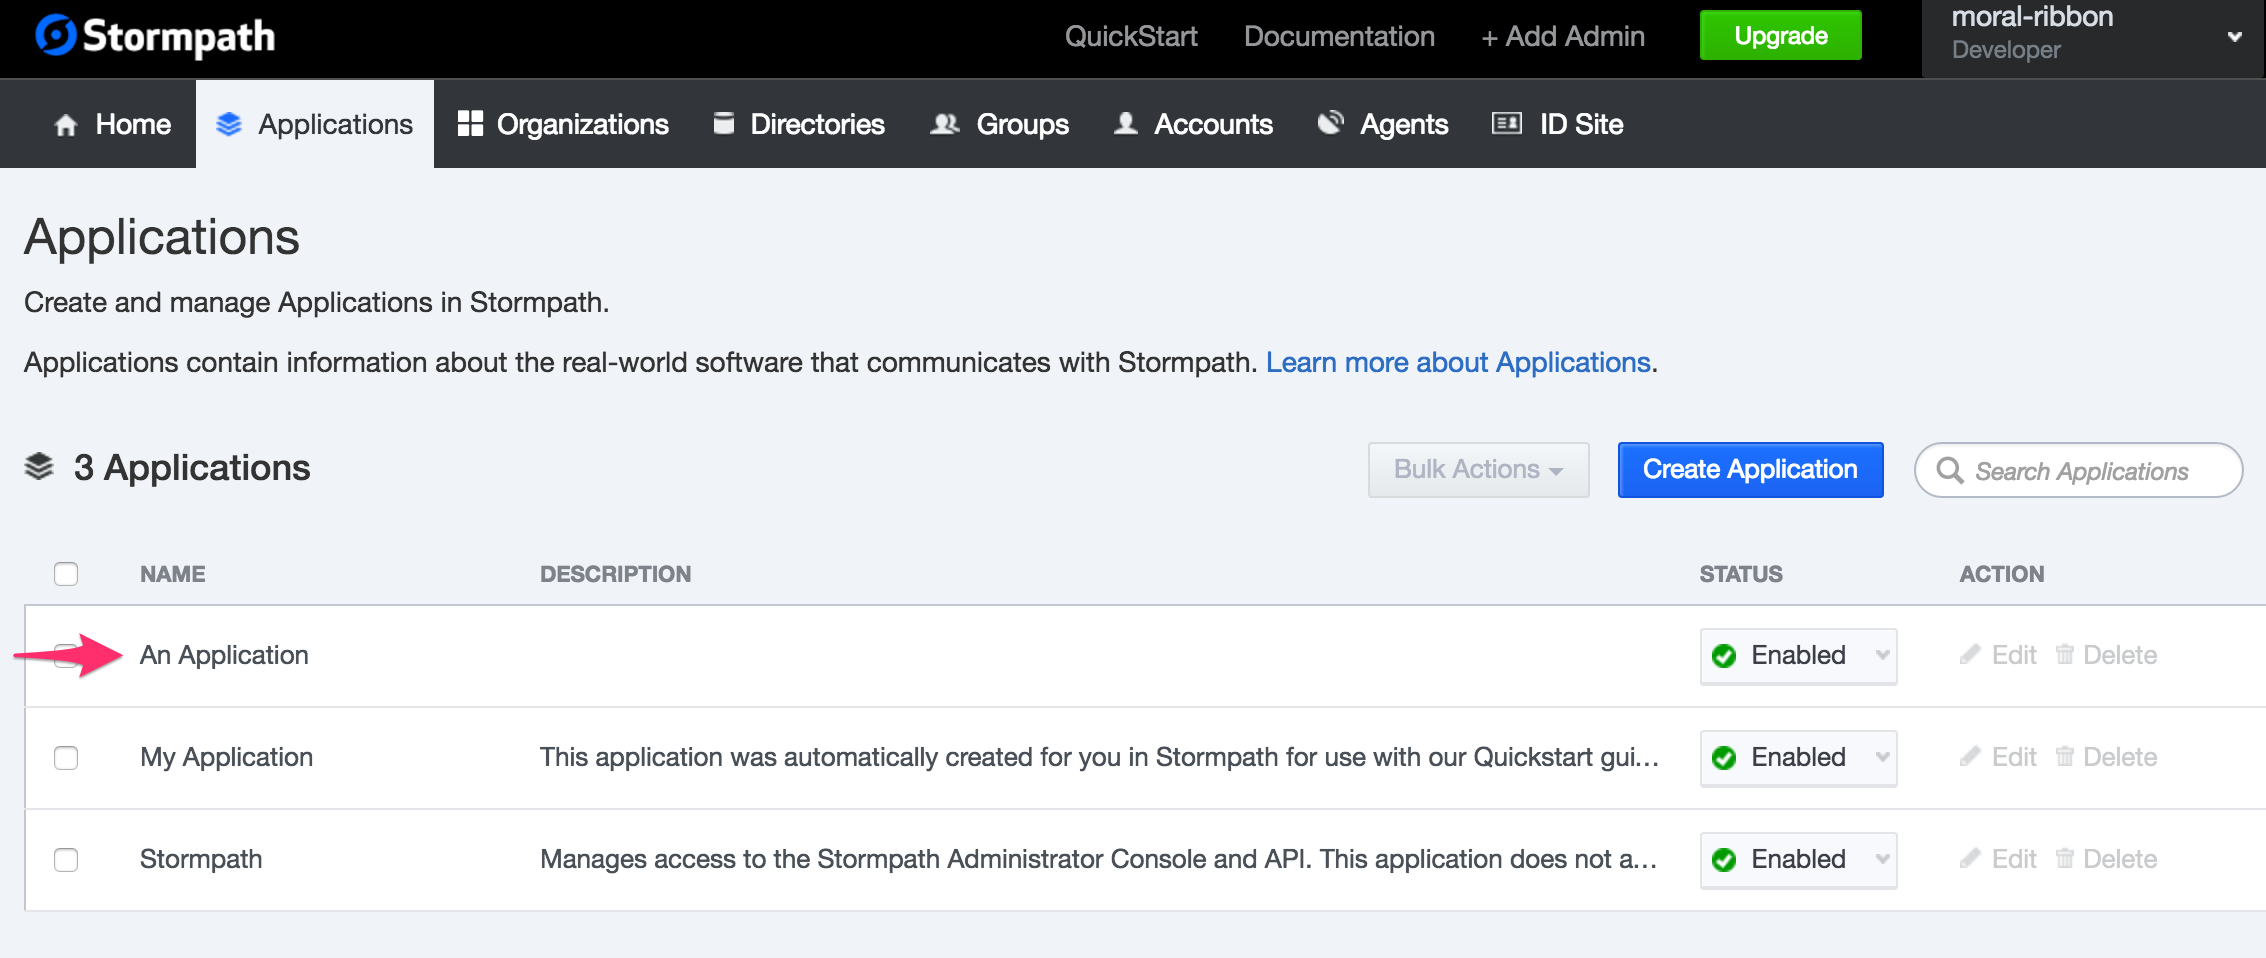 Stormpath QuickStart Documentation + Add Admin Upgrade moral-ribbon
Developer
Home Applications Organizations Directories Groups Accounts Agents ID Site
Applications
Create and manage Applications in Stormpath.
Applications contain information about the real-world software that communicates with Stormpath. Learn more about Applications.
3 Applications Bulk Actions Create Application Search Applications
NAME DESCRIPTION STATUS ACTION
An Application Enabled Edit Delete
My Application This application was automatically created for you in Stormpath for use with our Quickstart gui... Enabled Edit Delete
Stormpath Manages access to the Stormpath Administrator Console and API. This application does not a... Enabled Edit Delete